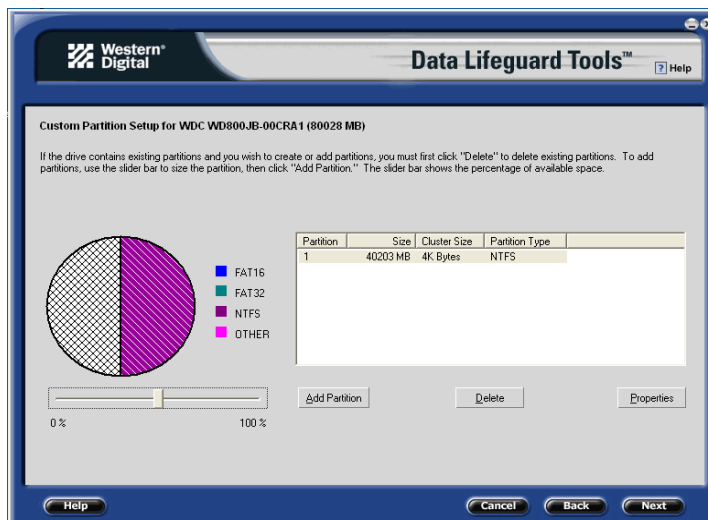 Western®
Digital
Data Lifeguard Tools™
? Help
Custom Partition Setup for WDC WD800JB-00CRA1 (80028 MB)
If the drive contains existing partitions and you wish to create or add partitions, you must first click "Delete" to delete existing partitions. To add
partitions, use the slider bar to size the partition, then click "Add Partition." The slider bar shows the percentage of available space.
Partition Size Cluster Size Partition Type
1 40203 MB 4K Bytes NTFS
FAT16
FAT32
NTFS
OTHER
Add Partition Delete Properties
0 % 100 %
Help Cancel Back Next